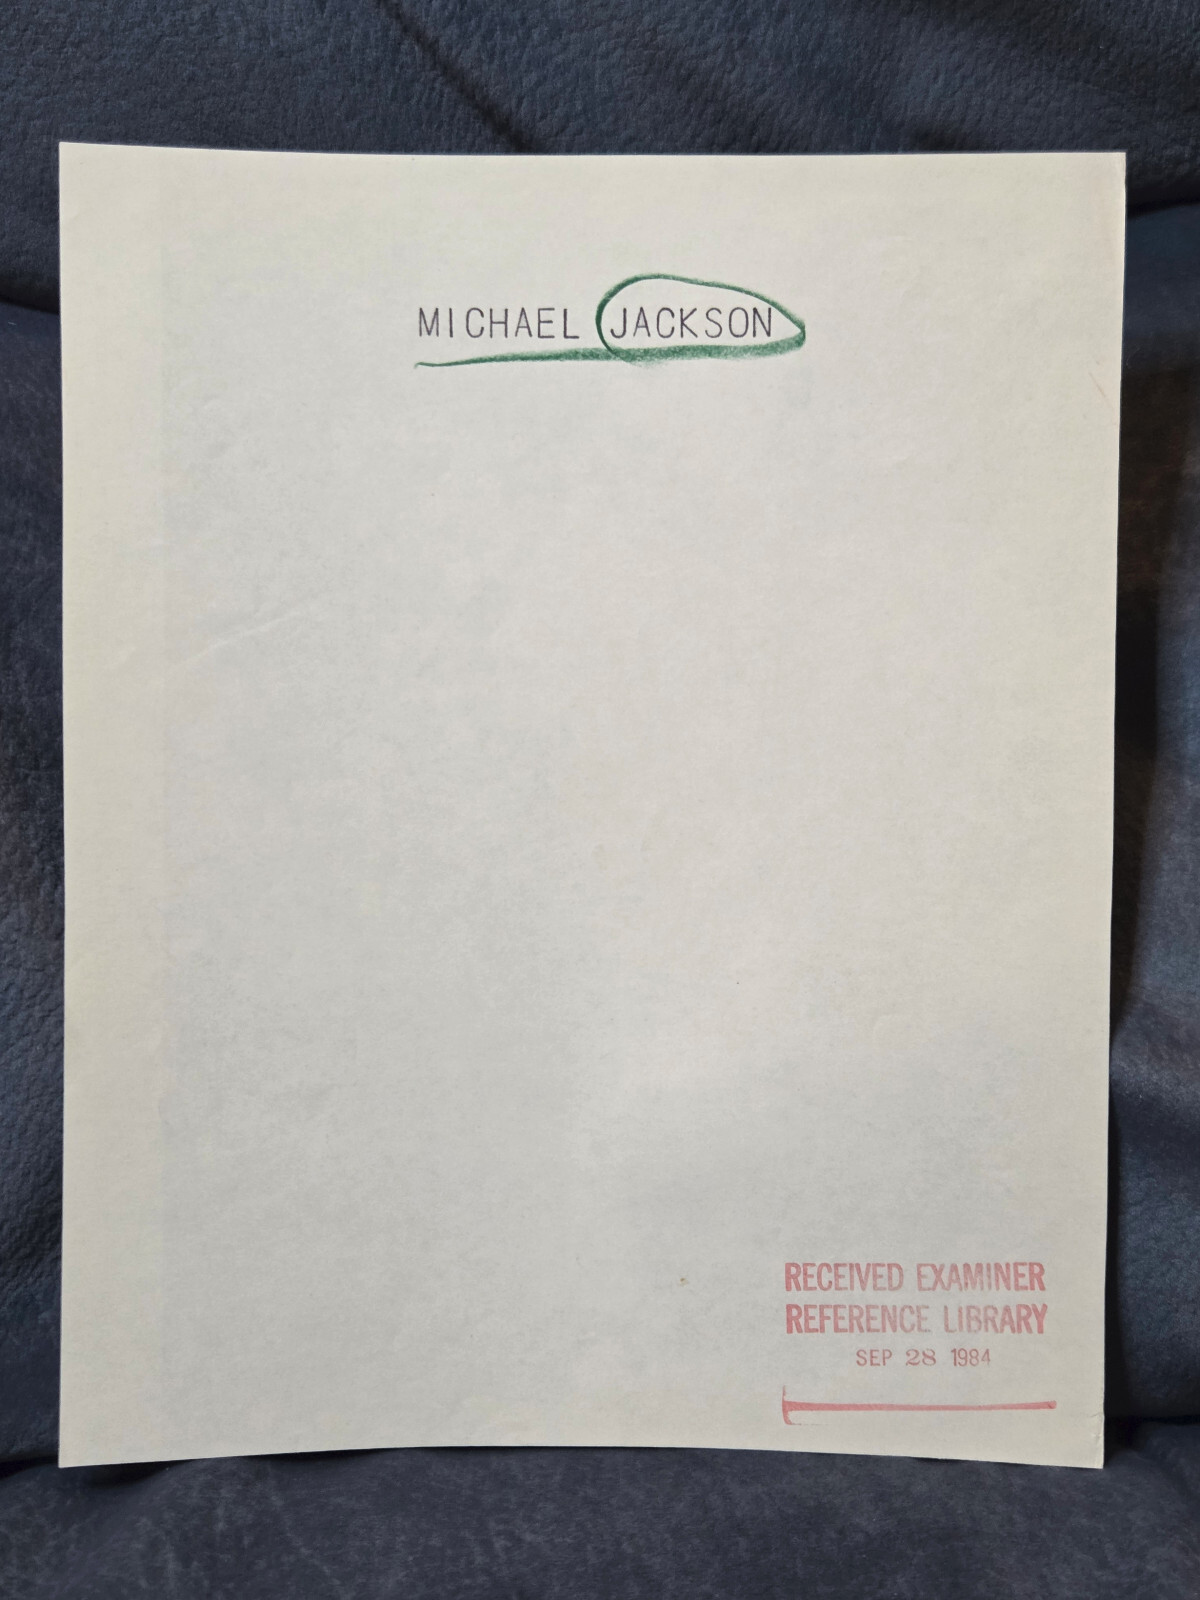 MICHAEL JACKSON
RECEIVED EXAMINER
REFERENCE LIBRARY
SEP 28 1984